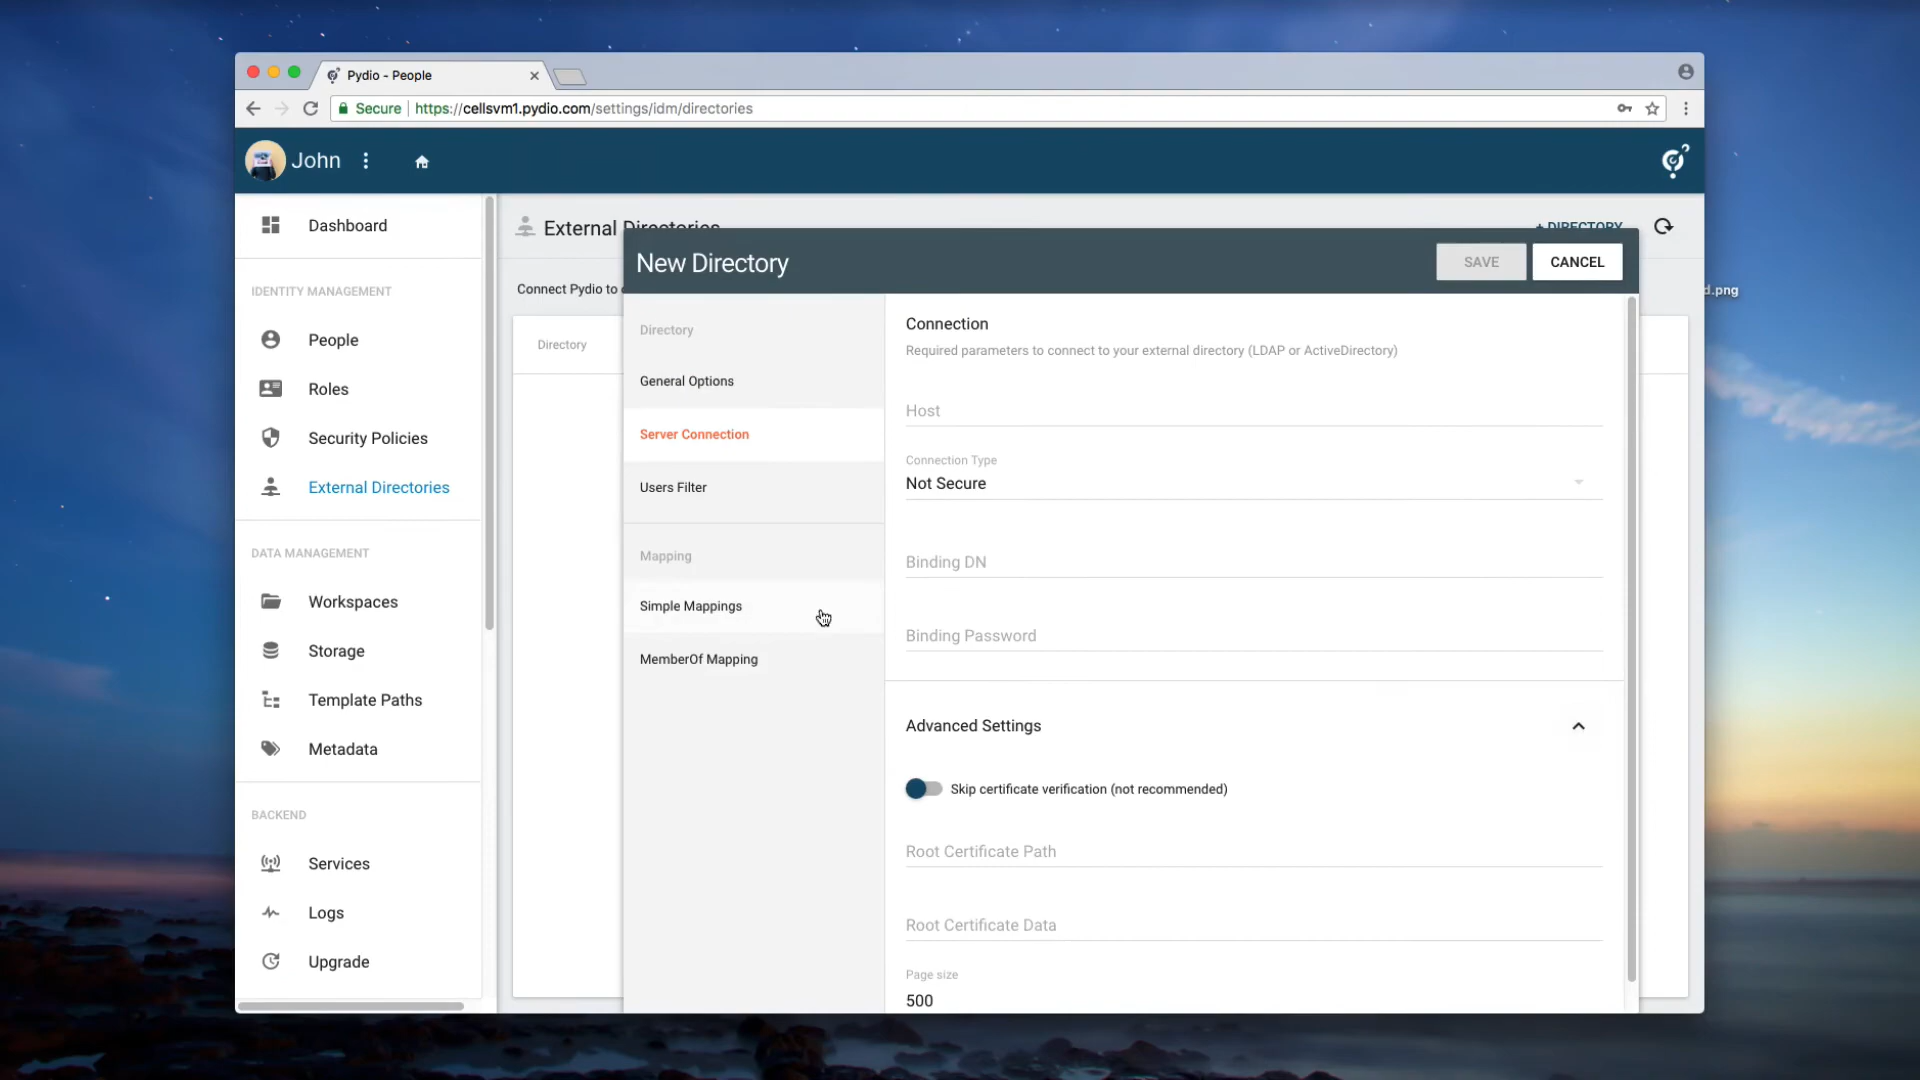 Pydio - People
Secure https://cellsvm1.pydio.com/settings/idm/directories
John
Dashboard
IDENTITY MANAGEMENT
People
Roles
Security Policies
External Directories
DATA MANAGEMENT
Workspaces
Storage
Template Paths
Metadata
BACKEND
Services
Logs
Upgrade
External Directories
+ DIRECTORY
Connect Pydio to
Directory
d.png
New Directory
SAVE
CANCEL
Directory
General Options
Server Connection
Users Filter
Mapping
Simple Mappings
MemberOf Mapping
Connection
Required parameters to connect to your external directory (LDAP or ActiveDirectory)
Host
Connection Type
Not Secure
Binding DN
Binding Password
Advanced Settings
Skip certificate verification (not recommended)
Root Certificate Path
Root Certificate Data
Page size
500